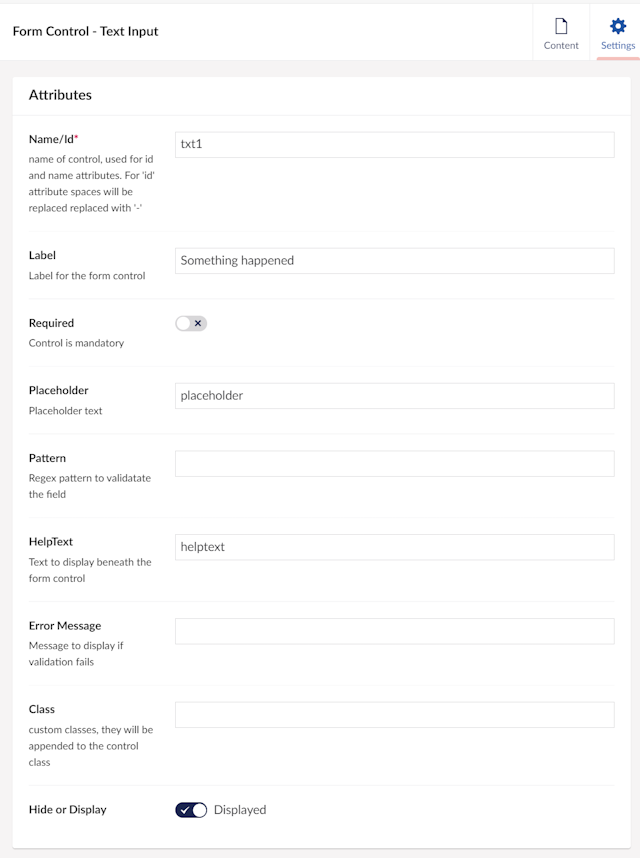 Form Control - Text Input
Content
Settings
Attributes
Name/Id*
name of control, used for id
and name attributes. For 'id'
attribute spaces will be
replaced replaced with '-'
txt1
Label
Label for the form control
Something happened
Required
Control is mandatory
Placeholder
Placeholder text
placeholder
Pattern
Regex pattern to validatate
the field
HelpText
Text to display beneath the
form control
helptext
Error Message
Message to display if
validation fails
Class
custom classes, they will be
appended to the control
class
Hide or Display
Displayed